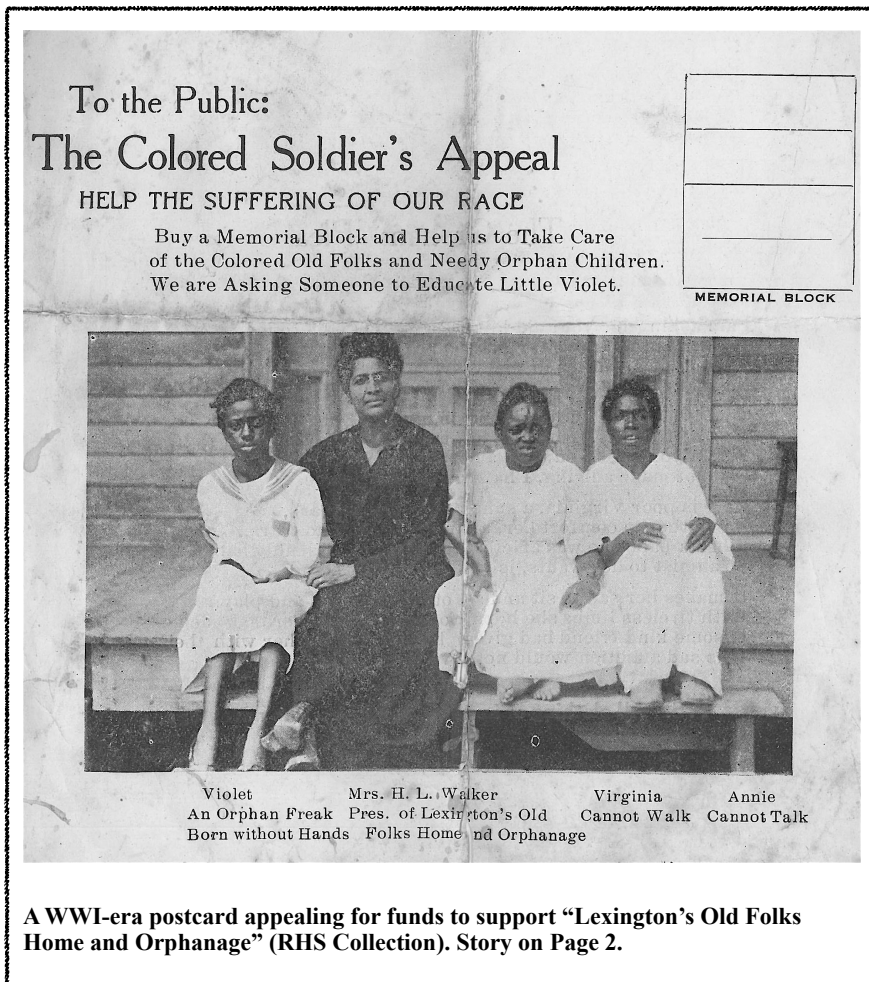 To the Public:
The Colored Soldier's Appeal
HELP THE SUFFERING OF OUR RACE
Buy a Memorial Block and Help us to Take Care
of the Colored Old Folks and Needy Orphan Children.
We are Asking Someone to Educate Little Violet.
MEMORIAL BLOCK
Violet Mrs. H. L. Walker Virginia Annie
An Orphan Freak Pres. of Lexington's Old Cannot Walk Cannot Talk
Born without Hands Folks Home and Orphanage
A WWI-era postcard appealing for funds to support “Lexington's Old Folks
Home and Orphanage” (RHS Collection). Story on Page 2.